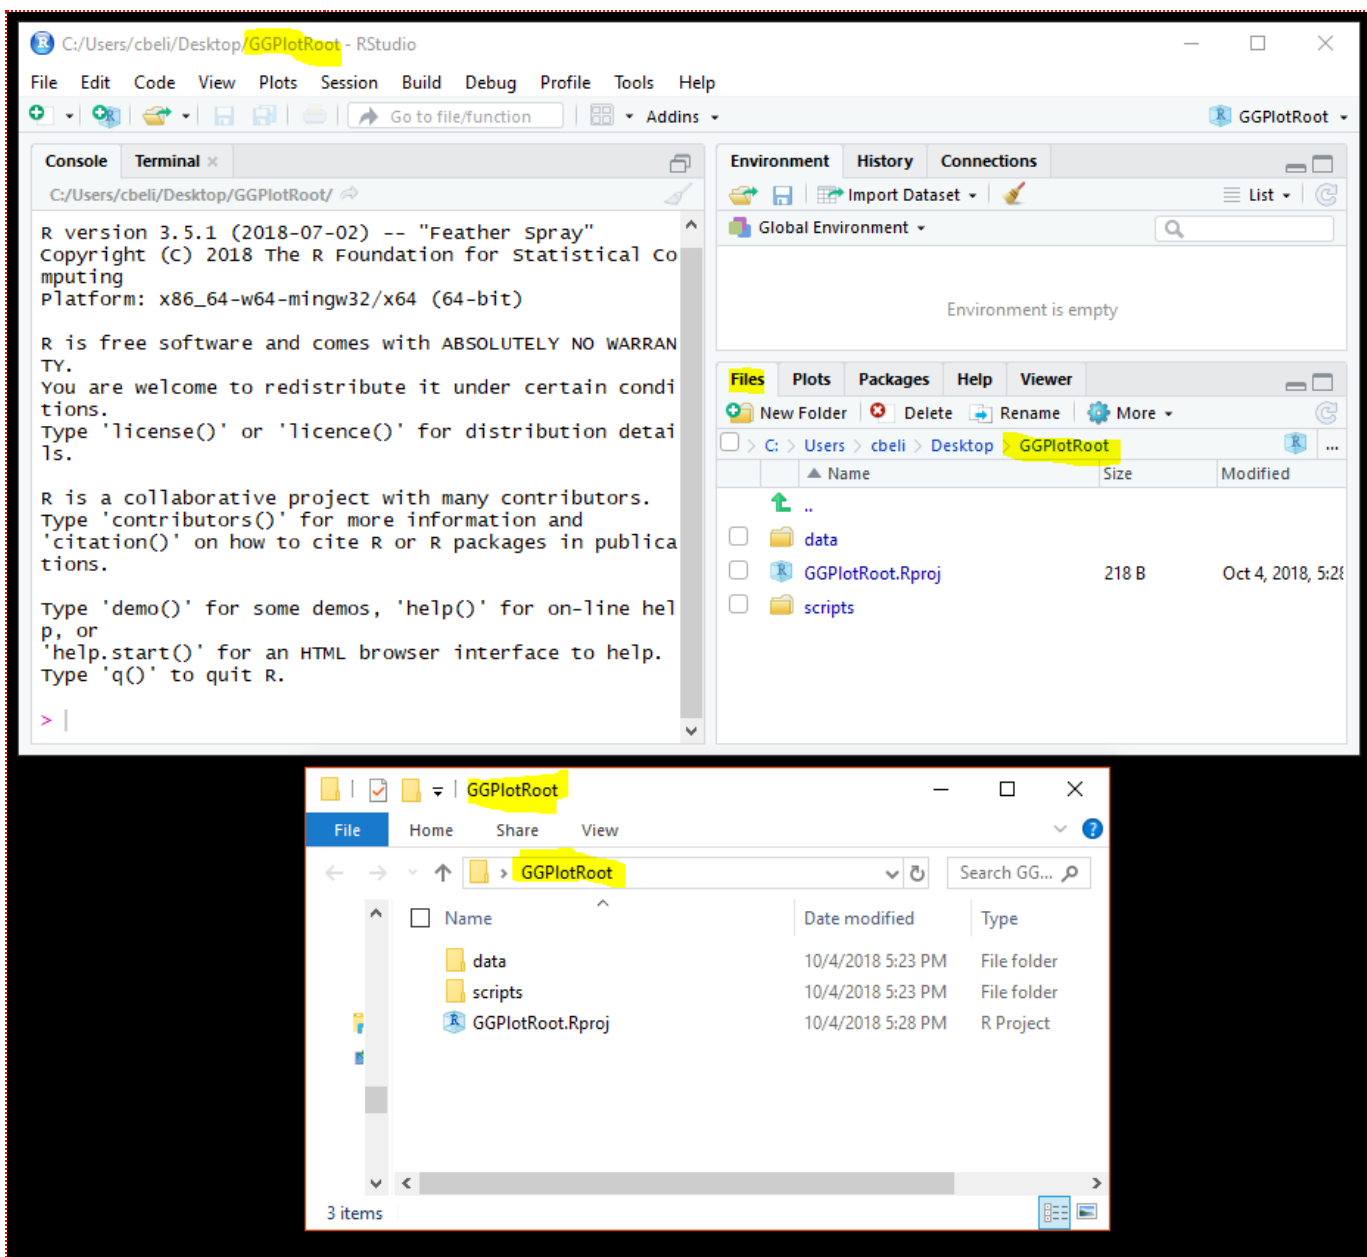 C:/Users/cbeli/Desktop/GGPlotRoot - RStudio
File Edit Code View Plots Session Build Debug Profile Tools Help
Go to file/function Addins GGPlotRoot
Console Terminal
C:/Users/cbeli/Desktop/GGPlotRoot/
R version 3.5.1 (2018-07-02) -- "Feather Spray"
Copyright (C) 2018 The R Foundation for Statistical Co
mputing
Platform: x86_64-w64-mingw32/x64 (64-bit)
R is free software and comes with ABSOLUTELY NO WARRAN
TY.
You are welcome to redistribute it under certain condi
tions.
Type 'license()' or 'licence()' for distribution detai
ls.
R is a collaborative project with many contributors.
Type 'contributors()' for more information and
'citation()' on how to cite R or R packages in publica
tions.
Type 'demo()' for some demos, 'help()' for on-line hel
p, or
'help.start()' for an HTML browser interface to help.
Type 'q()' to quit R.
>
Environment History Connections
Import Dataset List
Global Environment
Environment is empty
Files Plots Packages Help Viewer
New Folder Delete Rename More
C: > Users > cbeli > Desktop > GGPlotRoot ...
Name Size Modified
..
data
GGPlotRoot.Rproj 218 B Oct 4, 2018, 5:28
scripts
GGPlotRoot
File Home Share View
> GGPlotRoot Search GG...
Name Date modified Type
data 10/4/2018 5:23 PM File folder
scripts 10/4/2018 5:23 PM File folder
GGPlotRoot.Rproj 10/4/2018 5:28 PM R Project
3 items